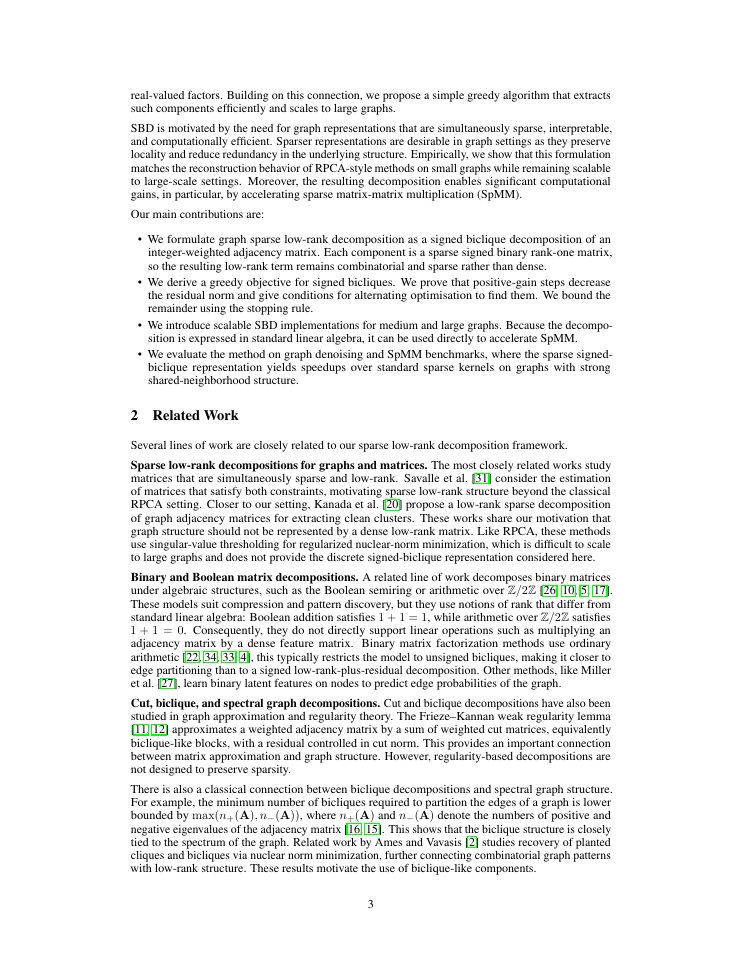 real-valued factors. Building on this connection, we propose a simple greedy algorithm that extracts
such components efficiently and scales to large graphs.
SBD is motivated by the need for graph representations that are simultaneously sparse, interpretable,
and computationally efficient. Sparser representations are desirable in graph settings as they preserve
locality and reduce redundancy in the underlying structure. Empirically, we show that this formulation
matches the reconstruction behavior of RPCA-style methods on small graphs while remaining scalable
to large-scale settings. Moreover, the resulting decomposition enables significant computational
gains, in particular, by accelerating sparse matrix-matrix multiplication (SpMM).
Our main contributions are:
• We formulate graph sparse low-rank decomposition as a signed biclique decomposition of an
integer-weighted adjacency matrix. Each component is a sparse signed binary rank-one matrix,
so the resulting low-rank term remains combinatorial and sparse rather than dense.
• We derive a greedy objective for signed bicliques. We prove that positive-gain steps decrease
the residual norm and give conditions for alternating optimisation to find them. We bound the
remainder using the stopping rule.
• We introduce scalable SBD implementations for medium and large graphs. Because the decompo-
sition is expressed in standard linear algebra, it can be used directly to accelerate SpMM.
• We evaluate the method on graph denoising and SpMM benchmarks, where the sparse signed-
biclique representation yields speedups over standard sparse kernels on graphs with strong
shared-neighborhood structure.
2 Related Work
Several lines of work are closely related to our sparse low-rank decomposition framework.
Sparse low-rank decompositions for graphs and matrices. The most closely related works study
matrices that are simultaneously sparse and low-rank. Savalle et al. [31] consider the estimation
of matrices that satisfy both constraints, motivating sparse low-rank structure beyond the classical
RPCA setting. Closer to our setting, Kanada et al. [20] propose a low-rank sparse decomposition
of graph adjacency matrices for extracting clean clusters. These works share our motivation that
graph structure should not be represented by a dense low-rank matrix. Like RPCA, these methods
use singular-value thresholding for regularized nuclear-norm minimization, which is difficult to scale
to large graphs and does not provide the discrete signed-biclique representation considered here.
Binary and Boolean matrix decompositions. A related line of work decomposes binary matrices
under algebraic structures, such as the Boolean semiring or arithmetic over ℤ/2ℤ [26, 10, 5, 17].
These models suit compression and pattern discovery, but they use notions of rank that differ from
standard linear algebra: Boolean addition satisfies 1 + 1 = 1, while arithmetic over ℤ/2ℤ satisfies
1 + 1 = 0. Consequently, they do not directly support linear operations such as multiplying an
adjacency matrix by a dense feature matrix. Binary matrix factorization methods use ordinary
arithmetic [22, 34, 33, 4], this typically restricts the model to unsigned bicliques, making it closer to
edge partitioning than to a signed low-rank-plus-residual decomposition. Other methods, like Miller
et al. [27], learn binary latent features on nodes to predict edge probabilities of the graph.
Cut, biclique, and spectral graph decompositions. Cut and biclique decompositions have also been
studied in graph approximation and regularity theory. The Frieze–Kannan weak regularity lemma
[11, 12] approximates a weighted adjacency matrix by a sum of weighted cut matrices, equivalently
biclique-like blocks, with a residual controlled in cut norm. This provides an important connection
between matrix approximation and graph structure. However, regularity-based decompositions are
not designed to preserve sparsity.
There is also a classical connection between biclique decompositions and spectral graph structure.
For example, the minimum number of bicliques required to partition the edges of a graph is lower
bounded by max(n₊(A), n₋(A)), where n₊(A) and n₋(A) denote the numbers of positive and
negative eigenvalues of the adjacency matrix [16, 15]. This shows that the biclique structure is closely
tied to the spectrum of the graph. Related work by Ames and Vavasis [2] studies recovery of planted
cliques and bicliques via nuclear norm minimization, further connecting combinatorial graph patterns
with low-rank structure. These results motivate the use of biclique-like components.
3